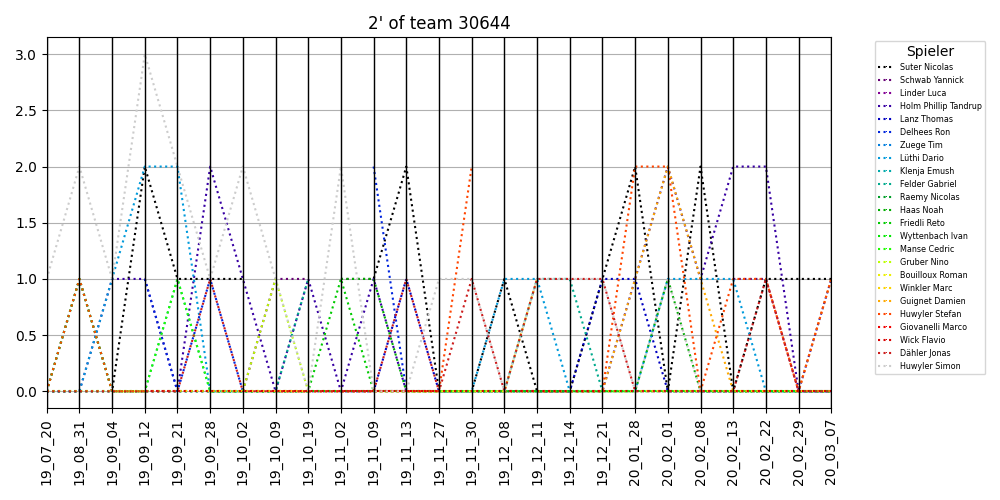 2' of team 30644
3.0
2.5
2.0
1.5
1.0
0.5
0.0
19_07_20
19_08_31
19_09_04
19_09_12
19_09_21
19_09_28
19_10_02
19_10_09
19_10_19
19_11_02
19_11_09
19_11_13
19_11_27
19_11_30
19_12_08
19_12_11
19_12_14
19_12_21
20_01_28
20_02_01
20_02_08
20_02_13
20_02_22
20_02_29
20_03_07
Spieler
Suter Nicolas
Schwab Yannick
Linder Luca
Holm Phillip Tandrup
Lanz Thomas
Delhees Ron
Zuege Tim
Lüthi Dario
Klenja Emush
Felder Gabriel
Raemy Nicolas
Haas Noah
Friedli Reto
Wyttenbach Ivan
Manse Cedric
Gruber Nino
Bouilloux Roman
Winkler Marc
Guignet Damien
Huwyler Stefan
Giovanelli Marco
Wick Flavio
Dähler Jonas
Huwyler Simon